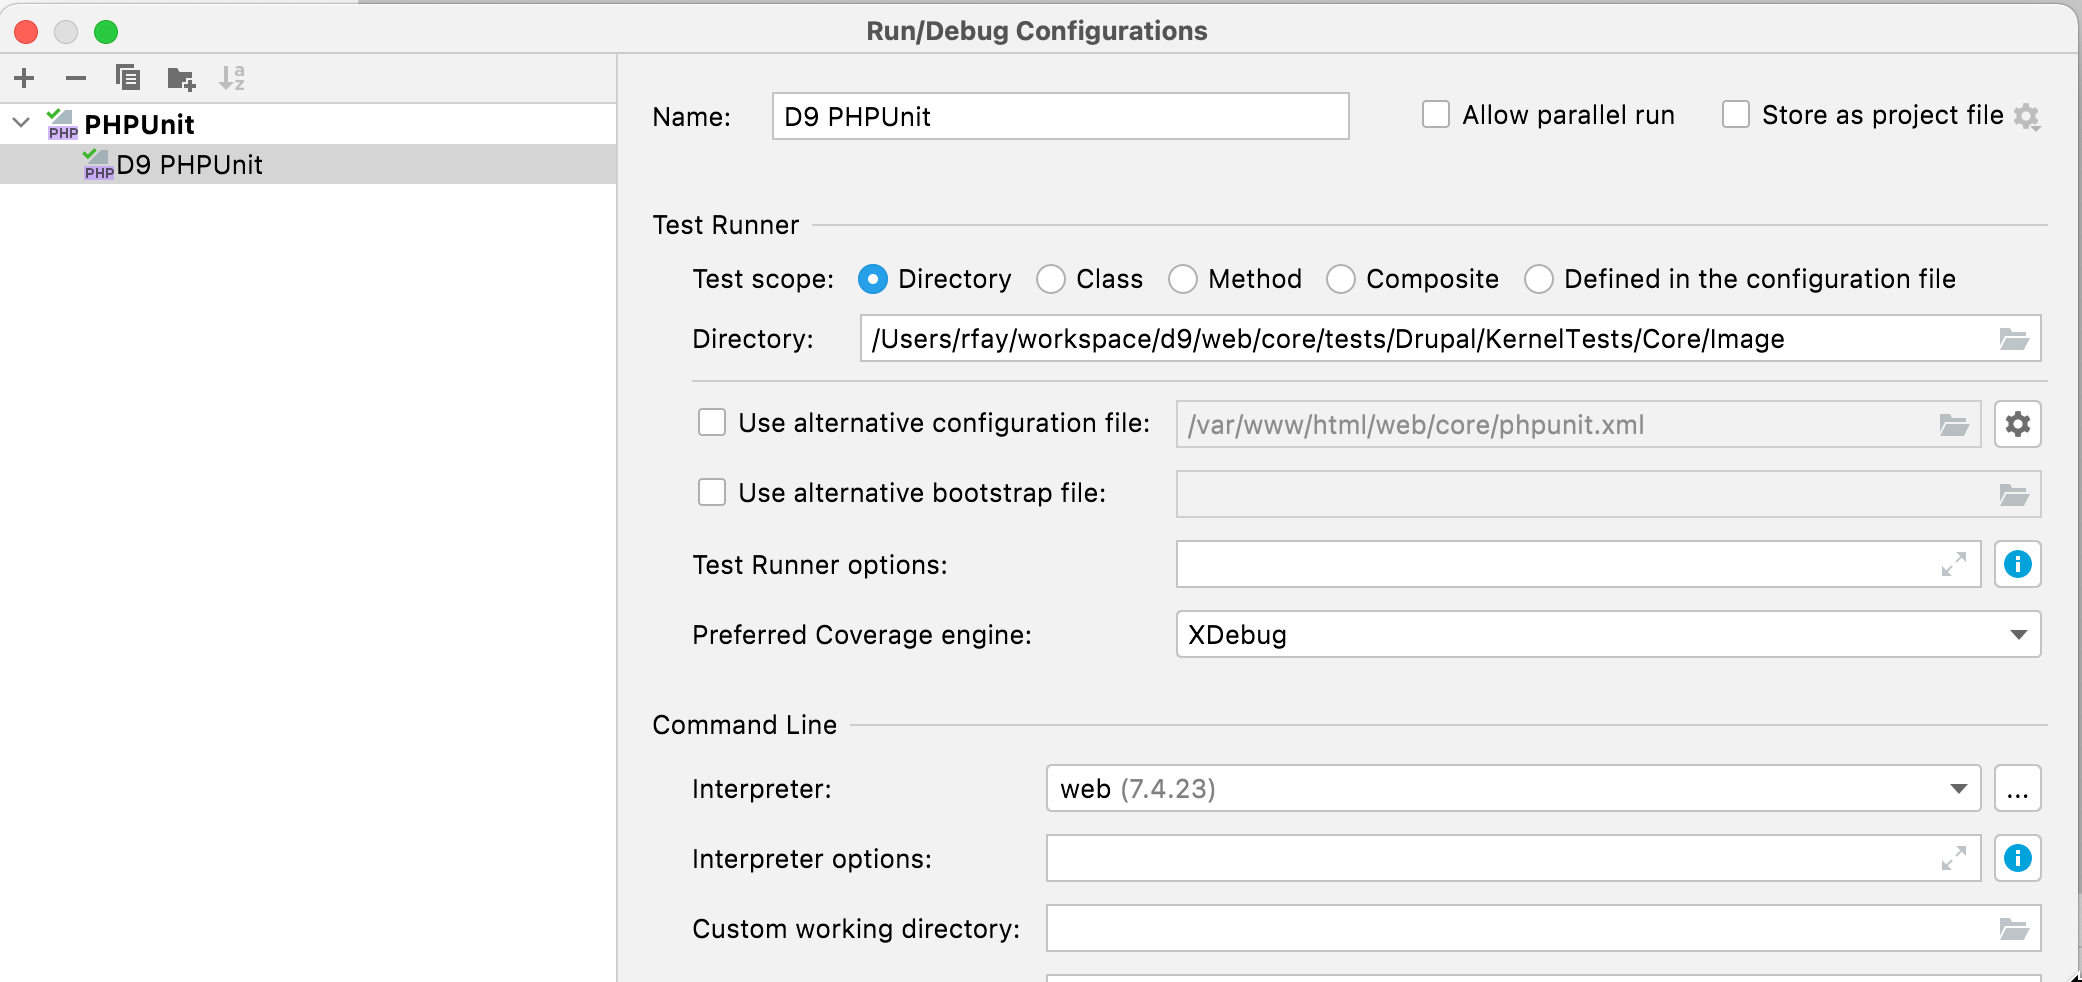 Run/Debug Configurations
PHP PHPUnit
PHP D9 PHPUnit
Name: D9 PHPUnit Allow parallel run Store as project file
Test Runner
Test scope: Directory Class Method Composite Defined in the configuration file
Directory: /Users/rfay/workspace/d9/web/core/tests/Drupal/KernelTests/Core/Image
Use alternative configuration file: /var/www/html/web/core/phpunit.xml
Use alternative bootstrap file:
Test Runner options:
Preferred Coverage engine: XDebug
Command Line
Interpreter: web (7.4.23) ...
Interpreter options:
Custom working directory: